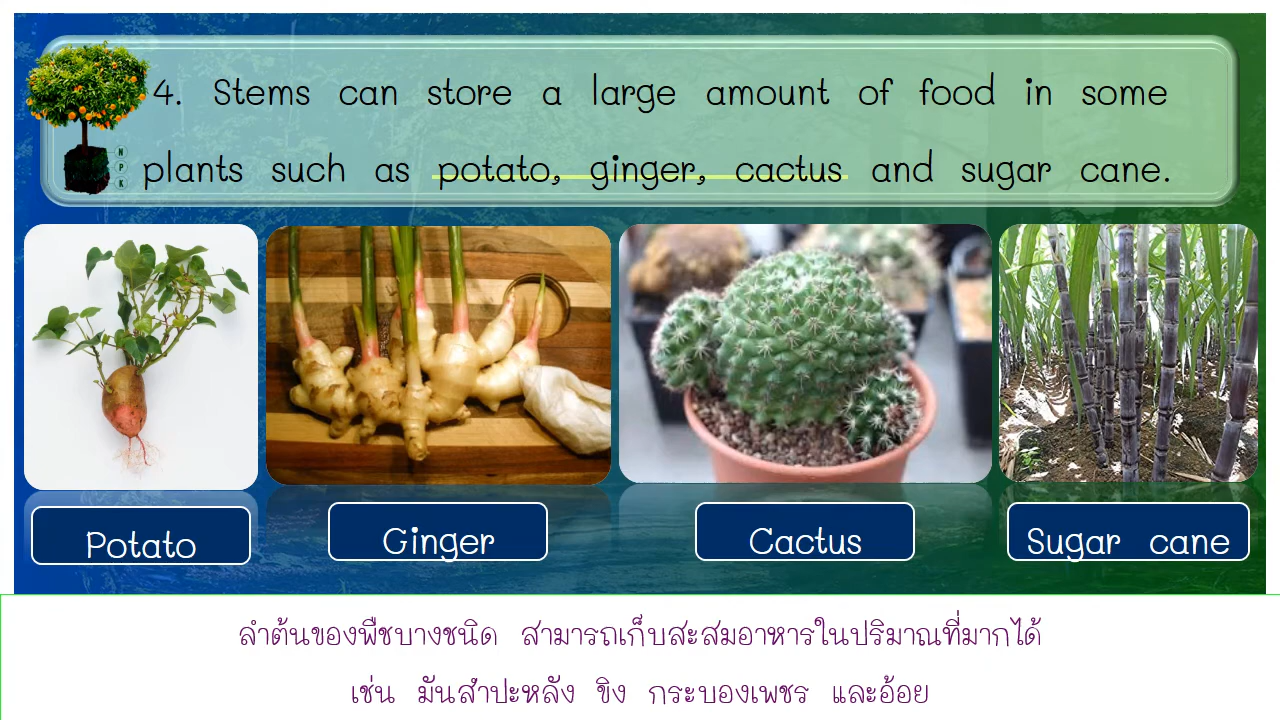 4. Stems can store a large amount of food in some
plants such as potato, ginger, cactus and sugar cane.
N
P
K
Potato
Ginger
Cactus
Sugar cane
ลำต้นของพืชบางชนิด สามารถเก็บสะสมอาหารในปริมาณที่มากได้
เช่น มันสำปะหลัง ขิง กระบองเพชร และอ้อย